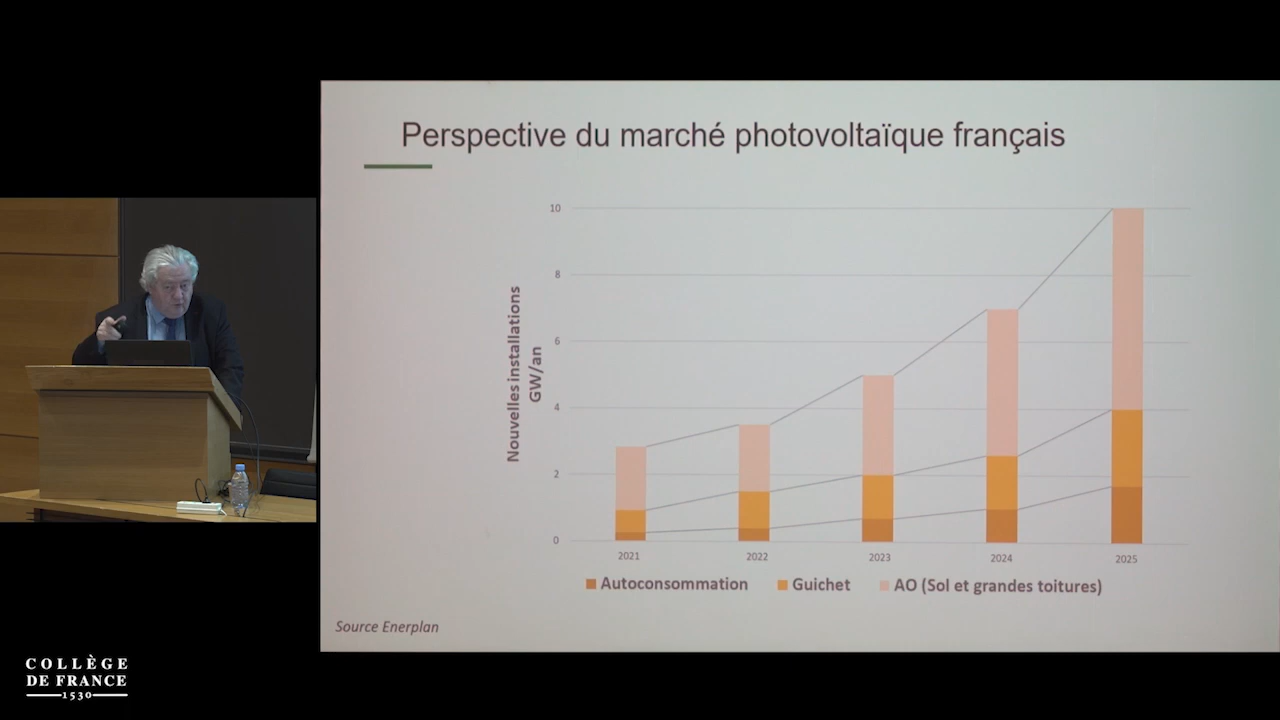 Perspective du marché photovoltaïque français
10
8
6
4
2
0
Nouvelles installations
GW/an
2021
2022
2023
2024
2025
Autoconsommation
Guichet
AO (Sol et grandes toitures)
Source Enerplan
COLLÈGE
DE FRANCE
1530